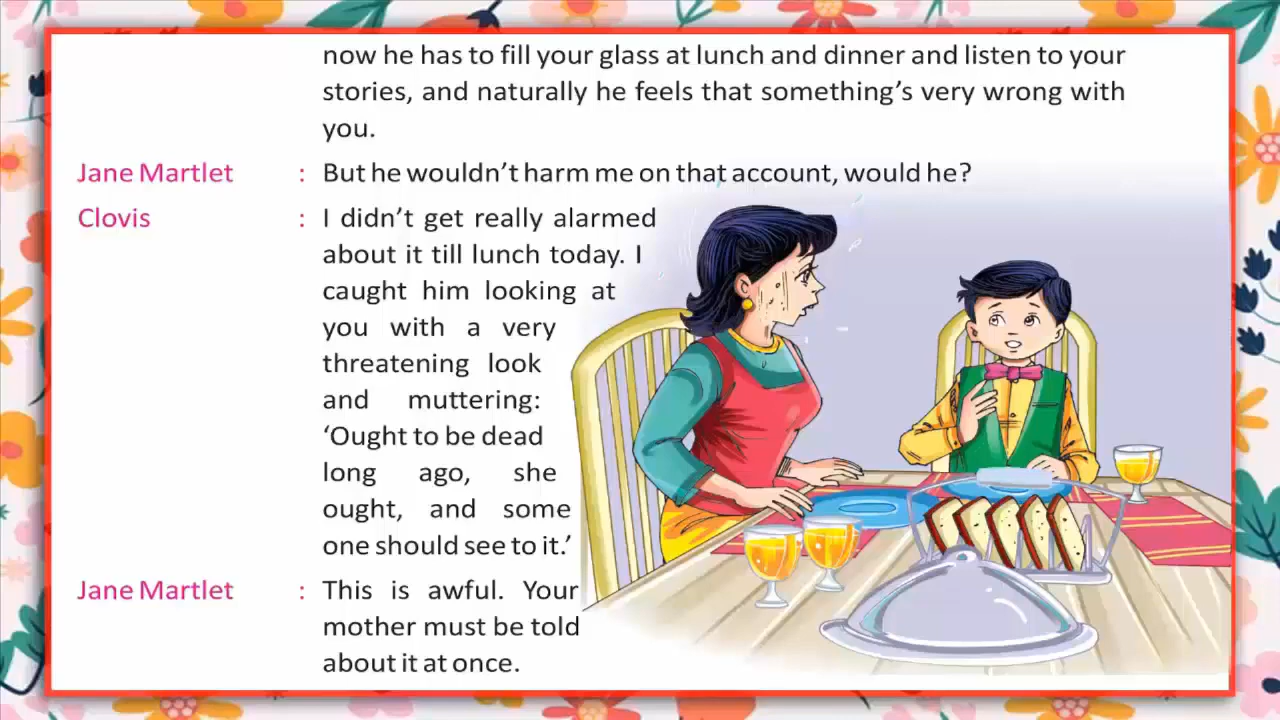 now he has to fill your glass at lunch and dinner and listen to your
stories, and naturally he feels that something’s very wrong with
you.
Jane Martlet : But he wouldn’t harm me on that account, would he?
Clovis : I didn’t get really alarmed
about it till lunch today. I
caught him looking at
you with a very
threatening look
and muttering:
‘Ought to be dead
long ago, she
ought, and some
one should see to it.’
Jane Martlet : This is awful. Your
mother must be told
about it at once.